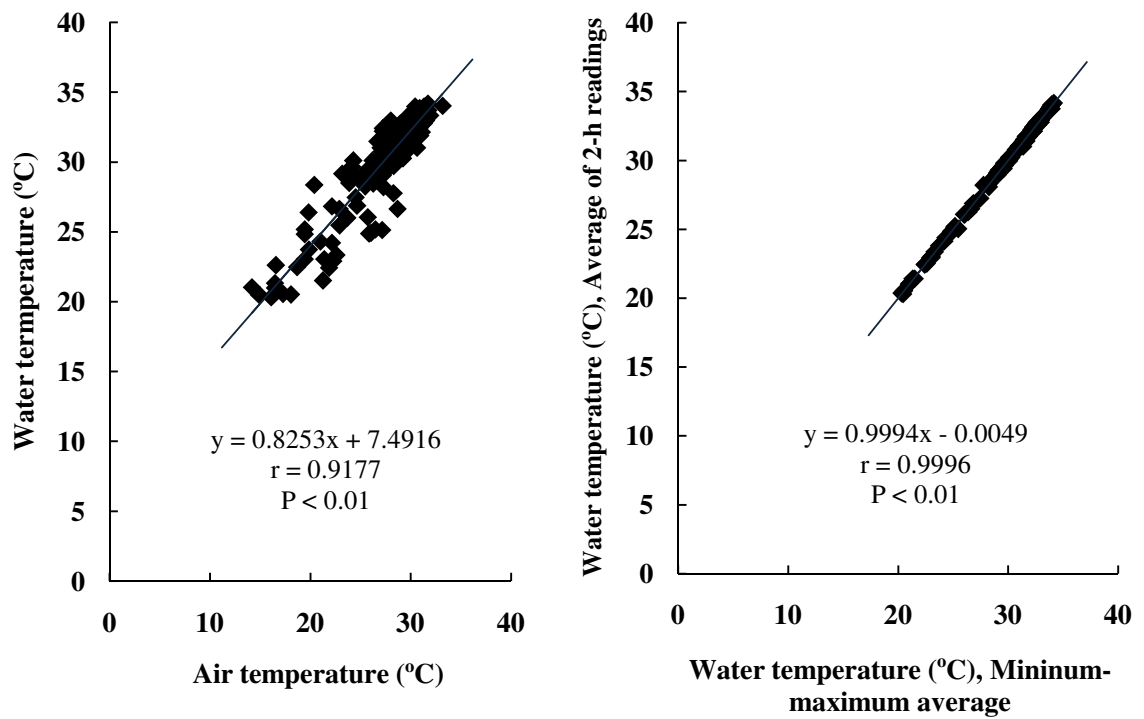 Water termperature (ºC)
40
35
30
25
20
15
10
5
0
y = 0.8253x + 7.4916
r = 0.9177
P < 0.01
0 10 20 30 40
Air temperature (ºC)
Water temperature (ºC), Average of 2-h readings
40
35
30
25
20
15
10
5
0
y = 0.9994x - 0.0049
r = 0.9996
P < 0.01
0 10 20 30 40
Water temperature (ºC), Mininum-
maximum average